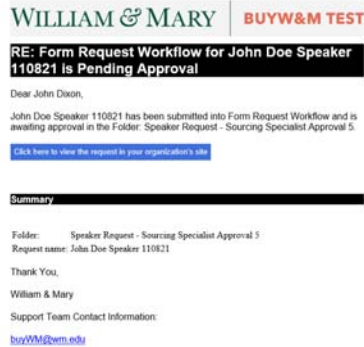 WILLIAM & MARY BUYW&M TEST
RE: Form Request Workflow for John Doe Speaker
110821 is Pending Approval
Dear John Dixon,
John Doe Speaker 110821 has been submitted into Form Request Workflow and is
awaiting approval in the Folder: Speaker Request - Sourcing Specialist Approval 5.
Click here to view the request in your organization's site
Summary
Folder: Speaker Request - Sourcing Specialist Approval 5
Request name: John Doe Speaker 110821
Thank You,
William & Mary
Support Team Contact Information:
buyWM@wm.edu